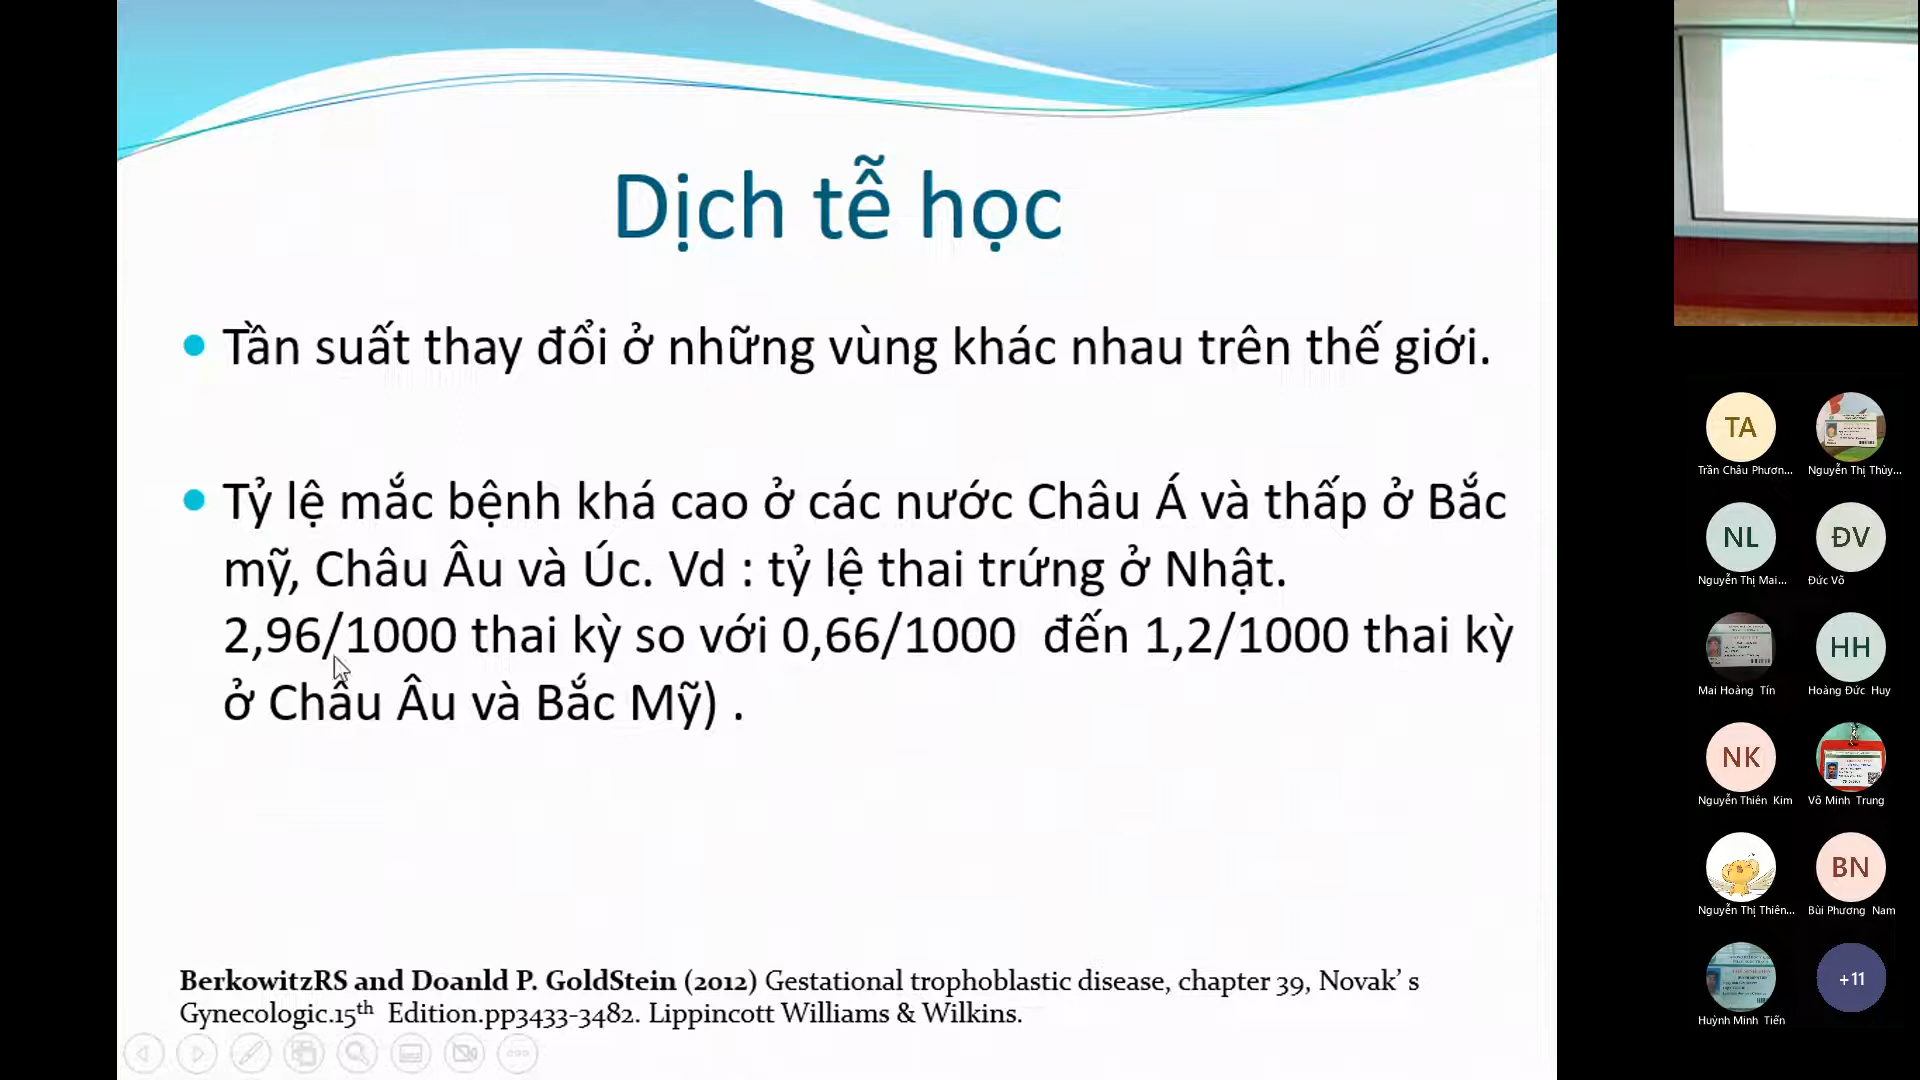 Dịch tễ học
Tần suất thay đổi ở những vùng khác nhau trên thế giới.
Tỷ lệ mắc bệnh khá cao ở các nước Châu Á và thấp ở Bắc
mỹ, Châu Âu và Úc. Vd : tỷ lệ thai trứng ở Nhật.
2,96/1000 thai kỳ so với 0,66/1000 đến 1,2/1000 thai kỳ
ở Châu Âu và Bắc Mỹ) .
BerkowitzRS and Doanld P. GoldStein (2012) Gestational trophoblastic disease, chapter 39, Novak' s
Gynecologic.15th Edition.pp3433-3482. Lippincott Williams & Wilkins.
TA
Trần Châu Phươn...
Nguyễn Thị Thùy...
NL
ĐV
Nguyễn Thị Mai...
Đức Võ
HH
Mai Hoàng Tín
Hoàng Đức Huy
NK
Nguyễn Thiên Kim
Võ Minh Trung
BN
Nguyễn Thị Thiên...
Bùi Phương Nam
+11
Huỳnh Minh Tiến